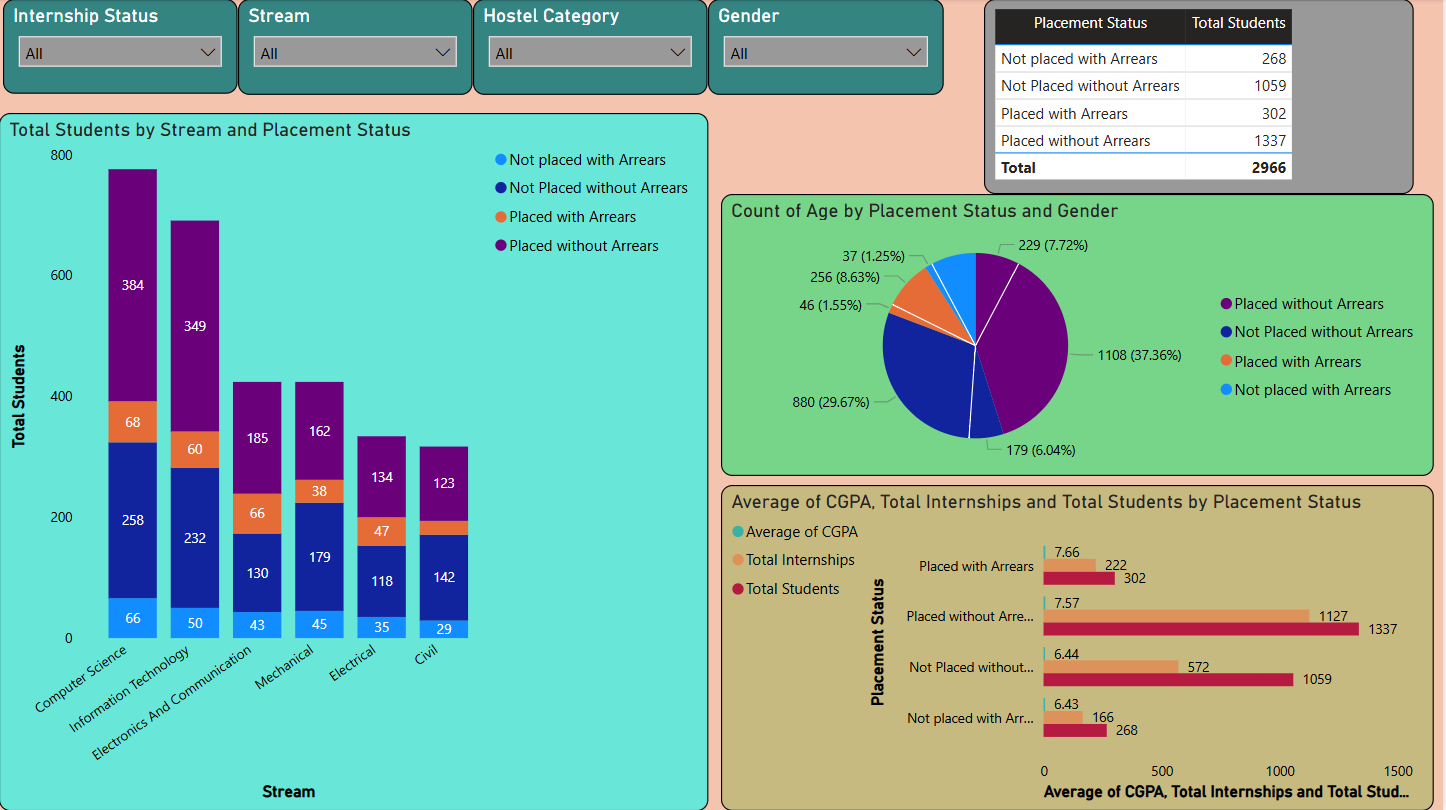 Internship Status
All
Stream
All
Hostel Category
All
Gender
All
Placement Status Total Students
Not placed with Arrears 268
Not Placed without Arrears 1059
Placed with Arrears 302
Placed without Arrears 1337
Total 2966
Total Students by Stream and Placement Status
Not placed with Arrears
Not Placed without Arrears
Placed with Arrears
Placed without Arrears
800
600
400
200
0
Total Students
384
68
258
66
349
60
232
50
185
66
130
43
162
38
179
45
134
47
118
35
123
142
29
Computer Science
Information Technology
Electronics And Communication
Mechanical
Electrical
Civil
Stream
Count of Age by Placement Status and Gender
229 (7.72%)
1108 (37.36%)
179 (6.04%)
880 (29.67%)
46 (1.55%)
256 (8.63%)
37 (1.25%)
Placed without Arrears
Not Placed without Arrears
Placed with Arrears
Not placed with Arrears
Average of CGPA, Total Internships and Total Students by Placement Status
Average of CGPA
Total Internships
Total Students
Placement Status
Placed with Arrears
7.66
222
302
Placed without Arre...
7.57
1127
1337
Not Placed without...
6.44
572
1059
Not placed with Arr...
6.43
166
268
0 500 1000 1500
Average of CGPA, Total Internships and Total Stud...